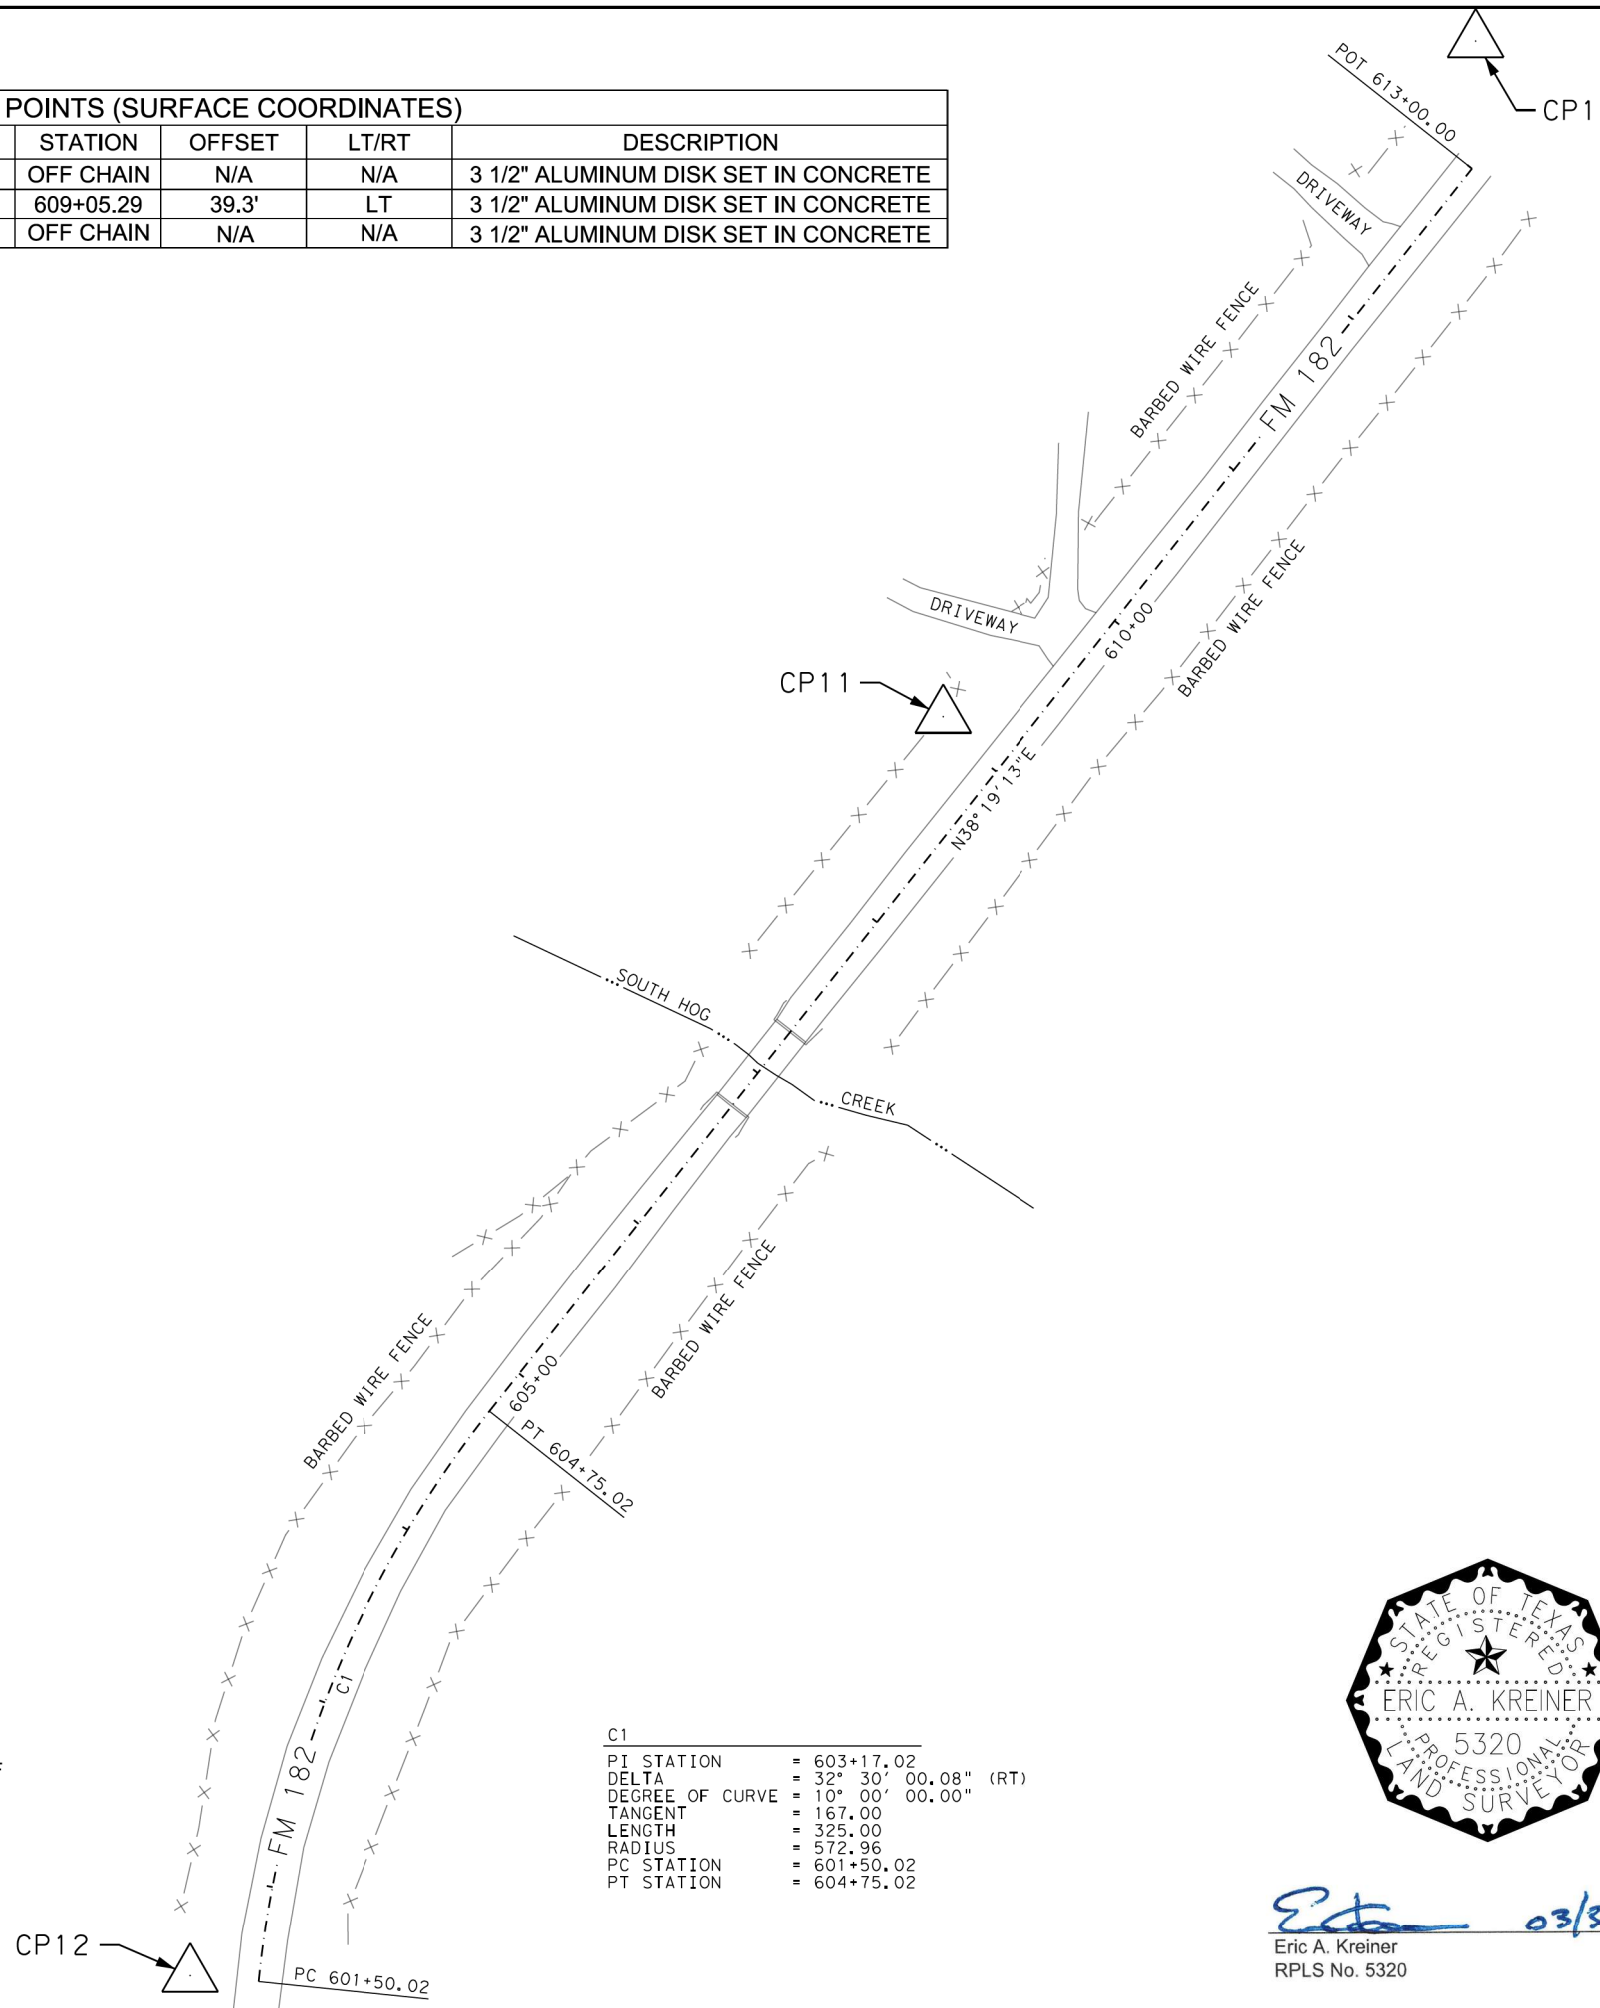 POINTS (SURFACE COORDINATES)
STATION OFFSET LT/RT DESCRIPTION
OFF CHAIN N/A N/A 3 1/2" ALUMINUM DISK SET IN CONCRETE
609+05.29 39.3' LT 3 1/2" ALUMINUM DISK SET IN CONCRETE
OFF CHAIN N/A N/A 3 1/2" ALUMINUM DISK SET IN CONCRETE
POT 613+00.00
CP1
DRIVEWAY
BARBED WIRE FENCE
FM 182
BARBED WIRE FENCE
DRIVEWAY
610+00
CP11
N38°19'13"E
SOUTH HOG
CREEK
BARBED WIRE FENCE
BARBED WIRE FENCE
605+00
PT 604+75.02
C1
FM 182
CP12
PC 601+50.02
C1
PI STATION = 603+17.02
DELTA = 32° 30' 00.08" (RT)
DEGREE OF CURVE = 10° 00' 00.00"
TANGENT = 167.00
LENGTH = 325.00
RADIUS = 572.96
PC STATION = 601+50.02
PT STATION = 604+75.02
STATE OF TEXAS
REGISTERED
ERIC A. KREINER
5320
PROFESSIONAL
LAND SURVEYOR
03/3
Eric A. Kreiner
RPLS No. 5320